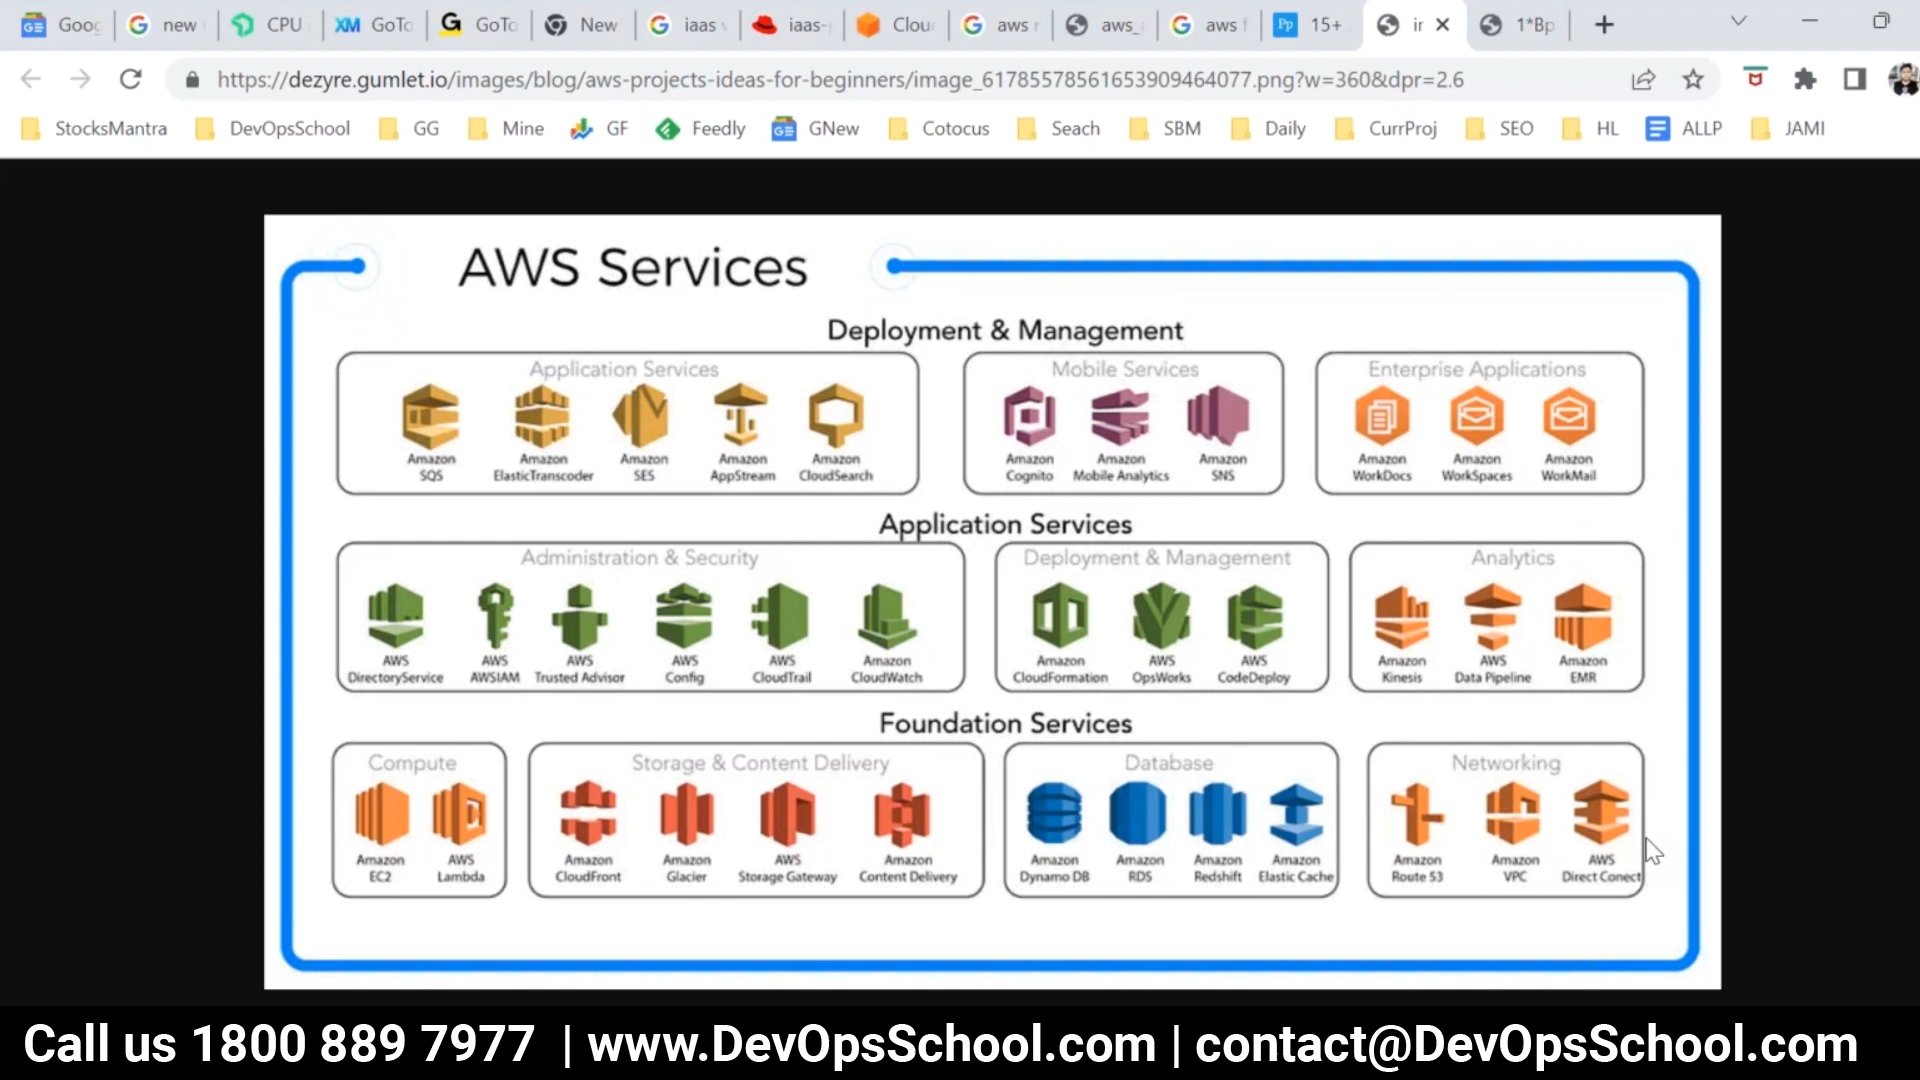 Goog
new
CPU
XM GoTo
G GoTo
New
iaas v
iaas-
Clou
aws r
aws_
aws f
Pp 15+
ir
1*Bp
https://dezyre.gumlet.io/images/blog/aws-projects-ideas-for-beginners/image_61785578561653909464077.png?w=360&dpr=2.6
StocksMantra DevOpsSchool GG Mine GF Feedly GE GNew Cotocus Seach SBM Daily CurrProj SEO HL ALLP JAMI
AWS Services
Deployment & Management
Application Services
Amazon SQS
Amazon ElasticTranscoder
Amazon SES
Amazon AppStream
Amazon CloudSearch
Mobile Services
Amazon Cognito
Amazon Mobile Analytics
Amazon SNS
Enterprise Applications
Amazon WorkDocs
Amazon WorkSpaces
Amazon WorkMail
Application Services
Administration & Security
AWS DirectoryService
AWS AWSIAM
AWS Trusted Advisor
AWS Config
AWS CloudTrail
Amazon CloudWatch
Deployment & Management
Amazon CloudFormation
AWS OpsWorks
AWS CodeDeploy
Analytics
Amazon Kinesis
AWS Data Pipeline
Amazon EMR
Foundation Services
Compute
Amazon EC2
AWS Lambda
Storage & Content Delivery
Amazon CloudFront
Amazon Glacier
AWS Storage Gateway
Amazon Content Delivery
Database
Amazon Dynamo DB
Amazon RDS
Amazon Redshift
Amazon Elastic Cache
Networking
Amazon Route 53
Amazon VPC
AWS Direct Conect
Call us 1800 889 7977 | www.DevOpsSchool.com | contact@DevOpsSchool.com